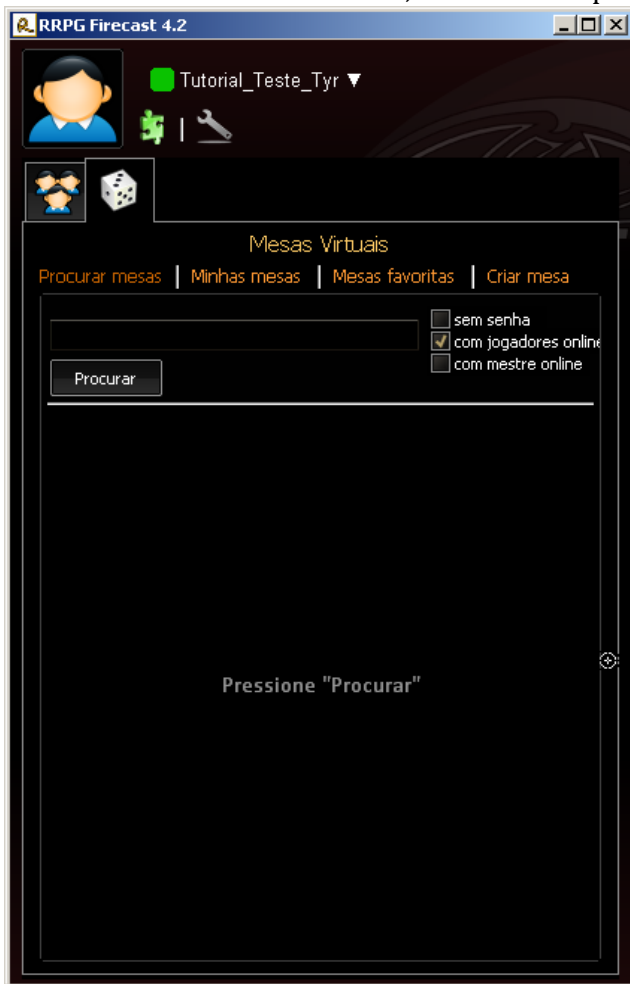 RRPG Firecast 4.2
Tutorial_Teste_Tyr ▼
Mesas Virtuais
Procurar mesas | Minhas mesas | Mesas favoritas | Criar mesa
sem senha
com jogadores online
com mestre online
Procurar
Pressione "Procurar"